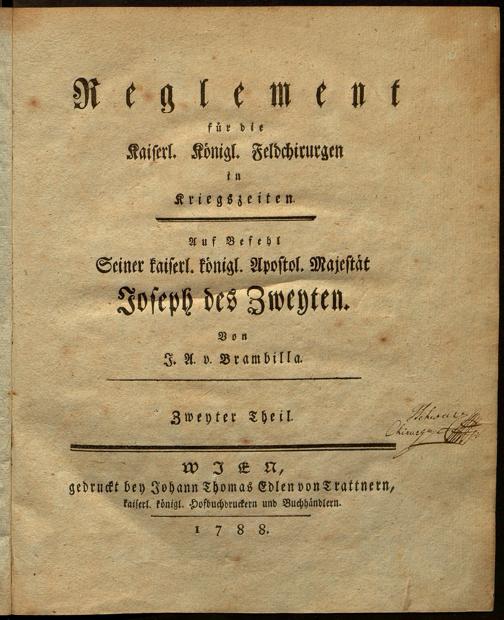 Reglement
für die
Kaiserl. Königl. Feldchirurgen
in
Kriegszeiten.
Auf Befehl
Seiner kaiserl. königl. Apostol. Majestät
Joseph des Zweyten.
Von
J. A. v. Brambilla.
Zweyter Theil.
WIEN,
gedruckt bey Johann Thomas Edlen von Trattnern,
kaiserl. königl. Hofbuchdruckern und Buchhändlern.
1788.